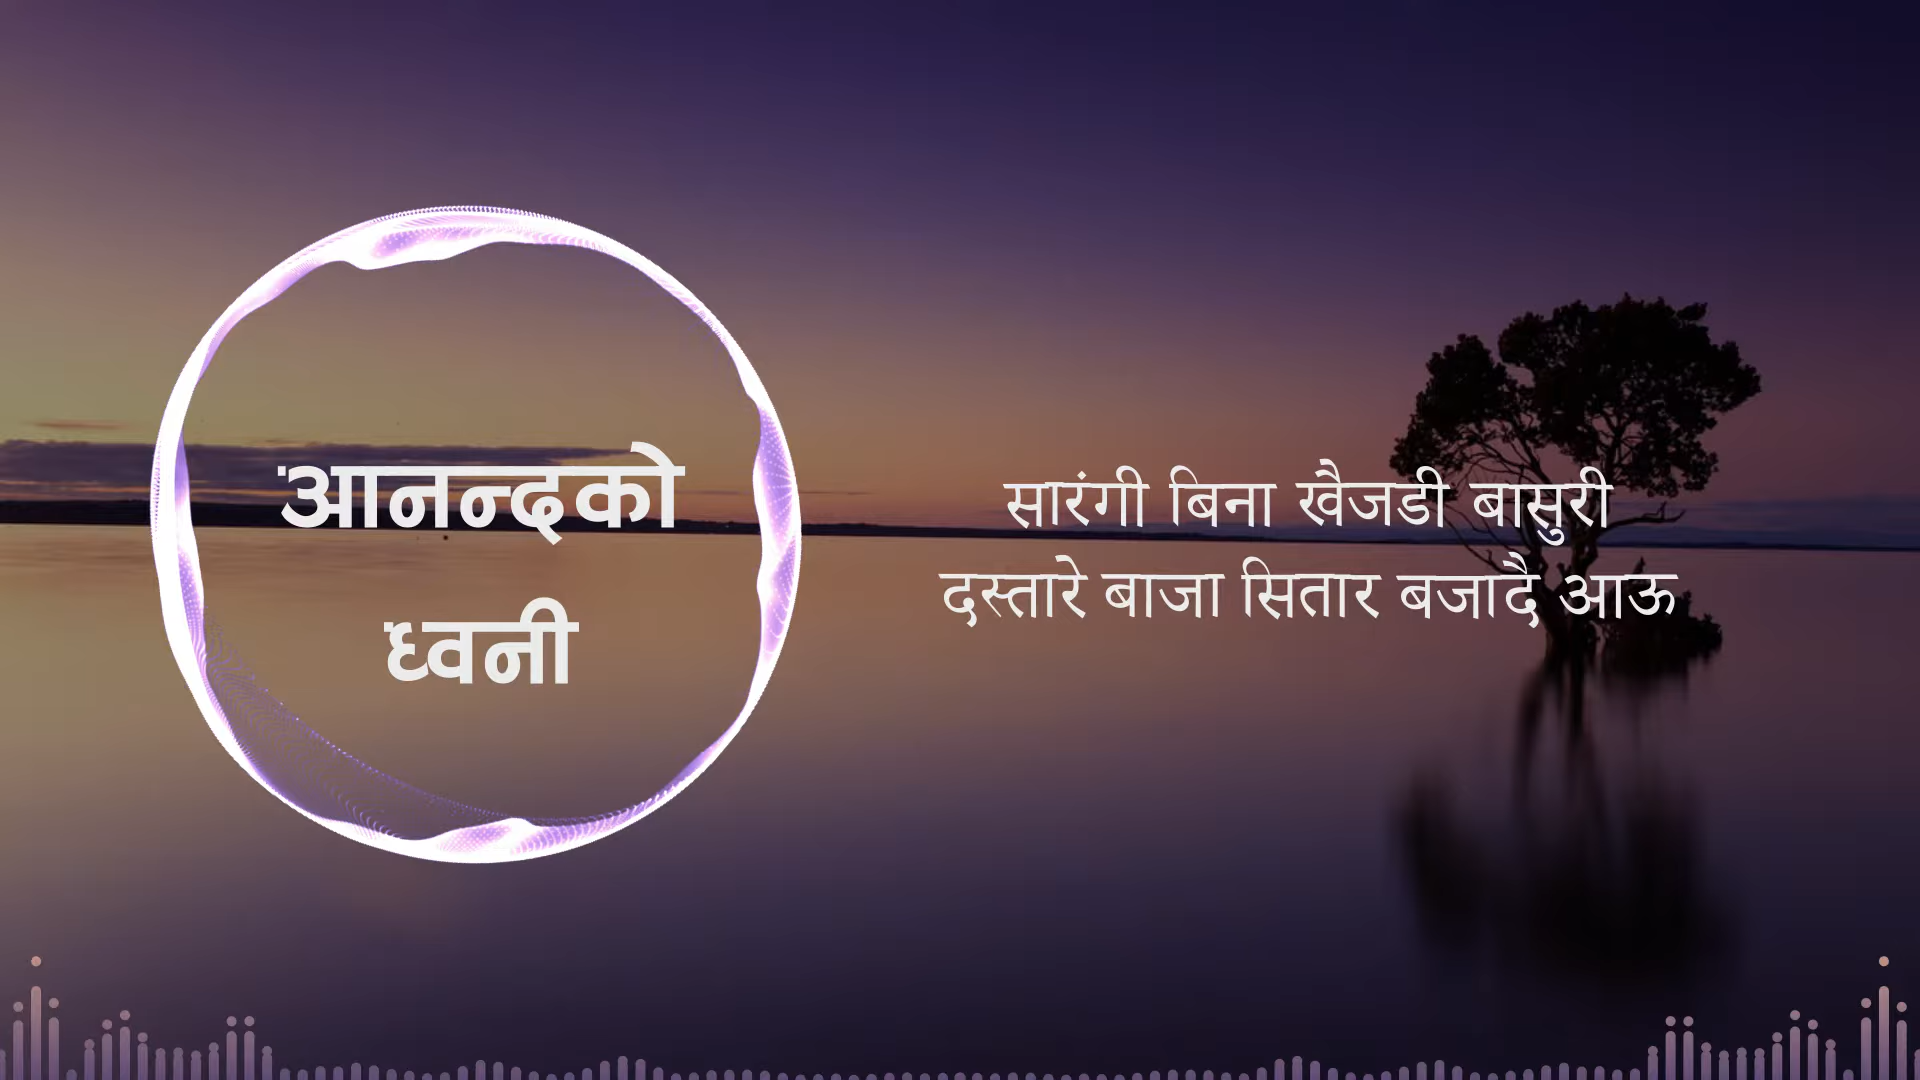 आनन्दको
ध्वनी
सारंगी बिना खैजडी बासुरी
दस्तारे बाजा सितार बजादै आऊ